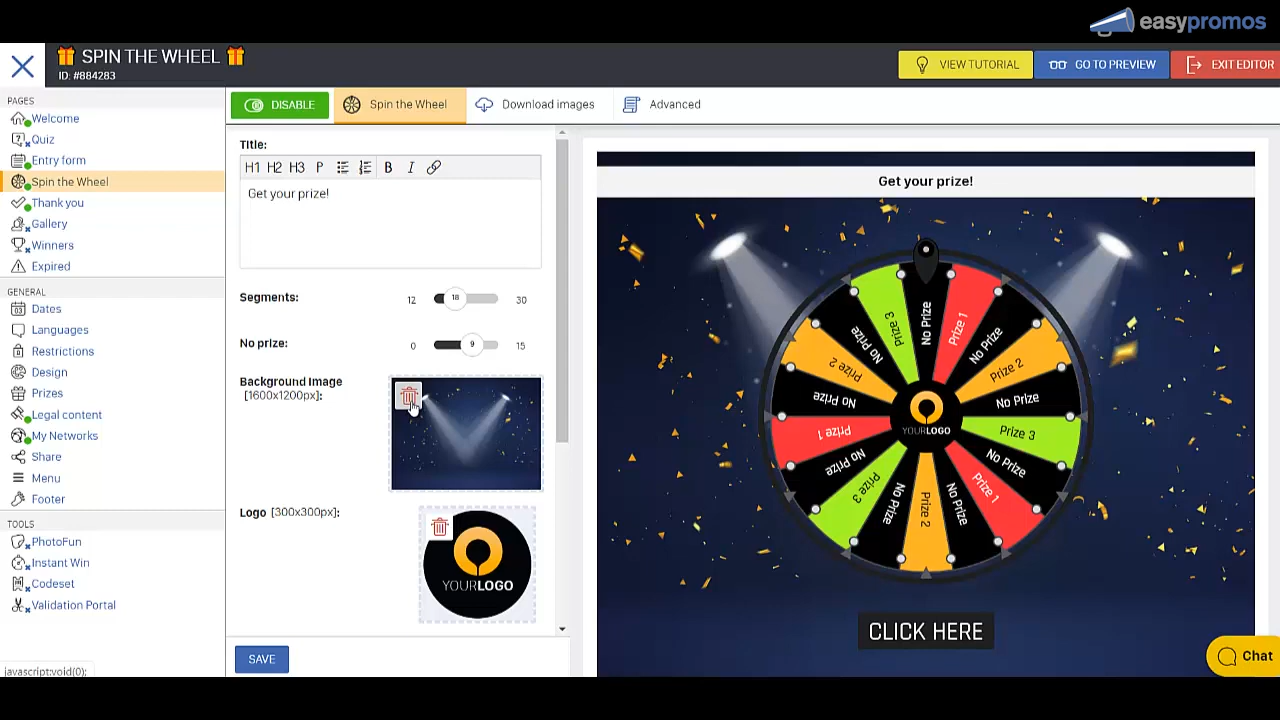 easypromos
SPIN THE WHEEL
ID: #884283
VIEW TUTORIAL
GO TO PREVIEW
EXIT EDITOR
PAGES
Welcome
Quiz
Entry form
Spin the Wheel
Thank you
Gallery
Winners
Expired
GENERAL
Dates
Languages
Restrictions
Design
Prizes
Legal content
My Networks
Share
Menu
Footer
TOOLS
PhotoFun
Instant Win
Codeset
Validation Portal
javascript:void(0);
DISABLE
Spin the Wheel
Download images
Advanced
Title:
H1 H2 H3 P B I
Get your prize!
Segments:
12 18 30
No prize:
0 9 15
Background Image
[1600x1200px]:
Logo [300x300px]:
YOURLOGO
SAVE
Get your prize!
No Prize
Prize 1
No Prize
Prize 2
No Prize
Prize 3
No Prize
Prize 1
No Prize
Prize 2
No Prize
Prize 3
No Prize
Prize 1
No Prize
Prize 2
No Prize
Prize 3
YOURLOGO
CLICK HERE
Chat